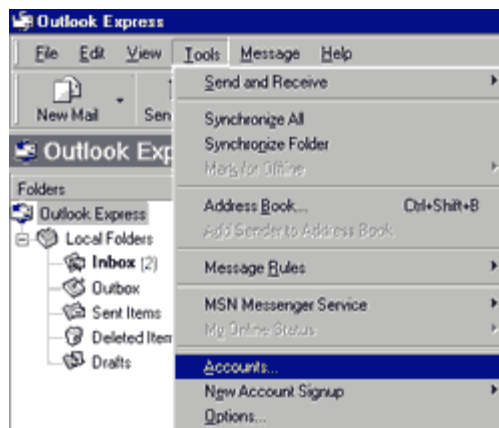 Outlook Express
File Edit View Tools Message Help
New Mail
Sen
Outlook Exp
Folders
Outlook Express
Local Folders
Inbox (2)
Outbox
Sent Items
Deleted Item
Drafts
Send and Receive
Synchronize All
Synchronize Folder
Mark for Offline
Address Book... Ctrl+Shift+B
Add Sender to Address Book
Message Rules
MSN Messenger Service
My Online Status
Accounts...
New Account Signup
Options...